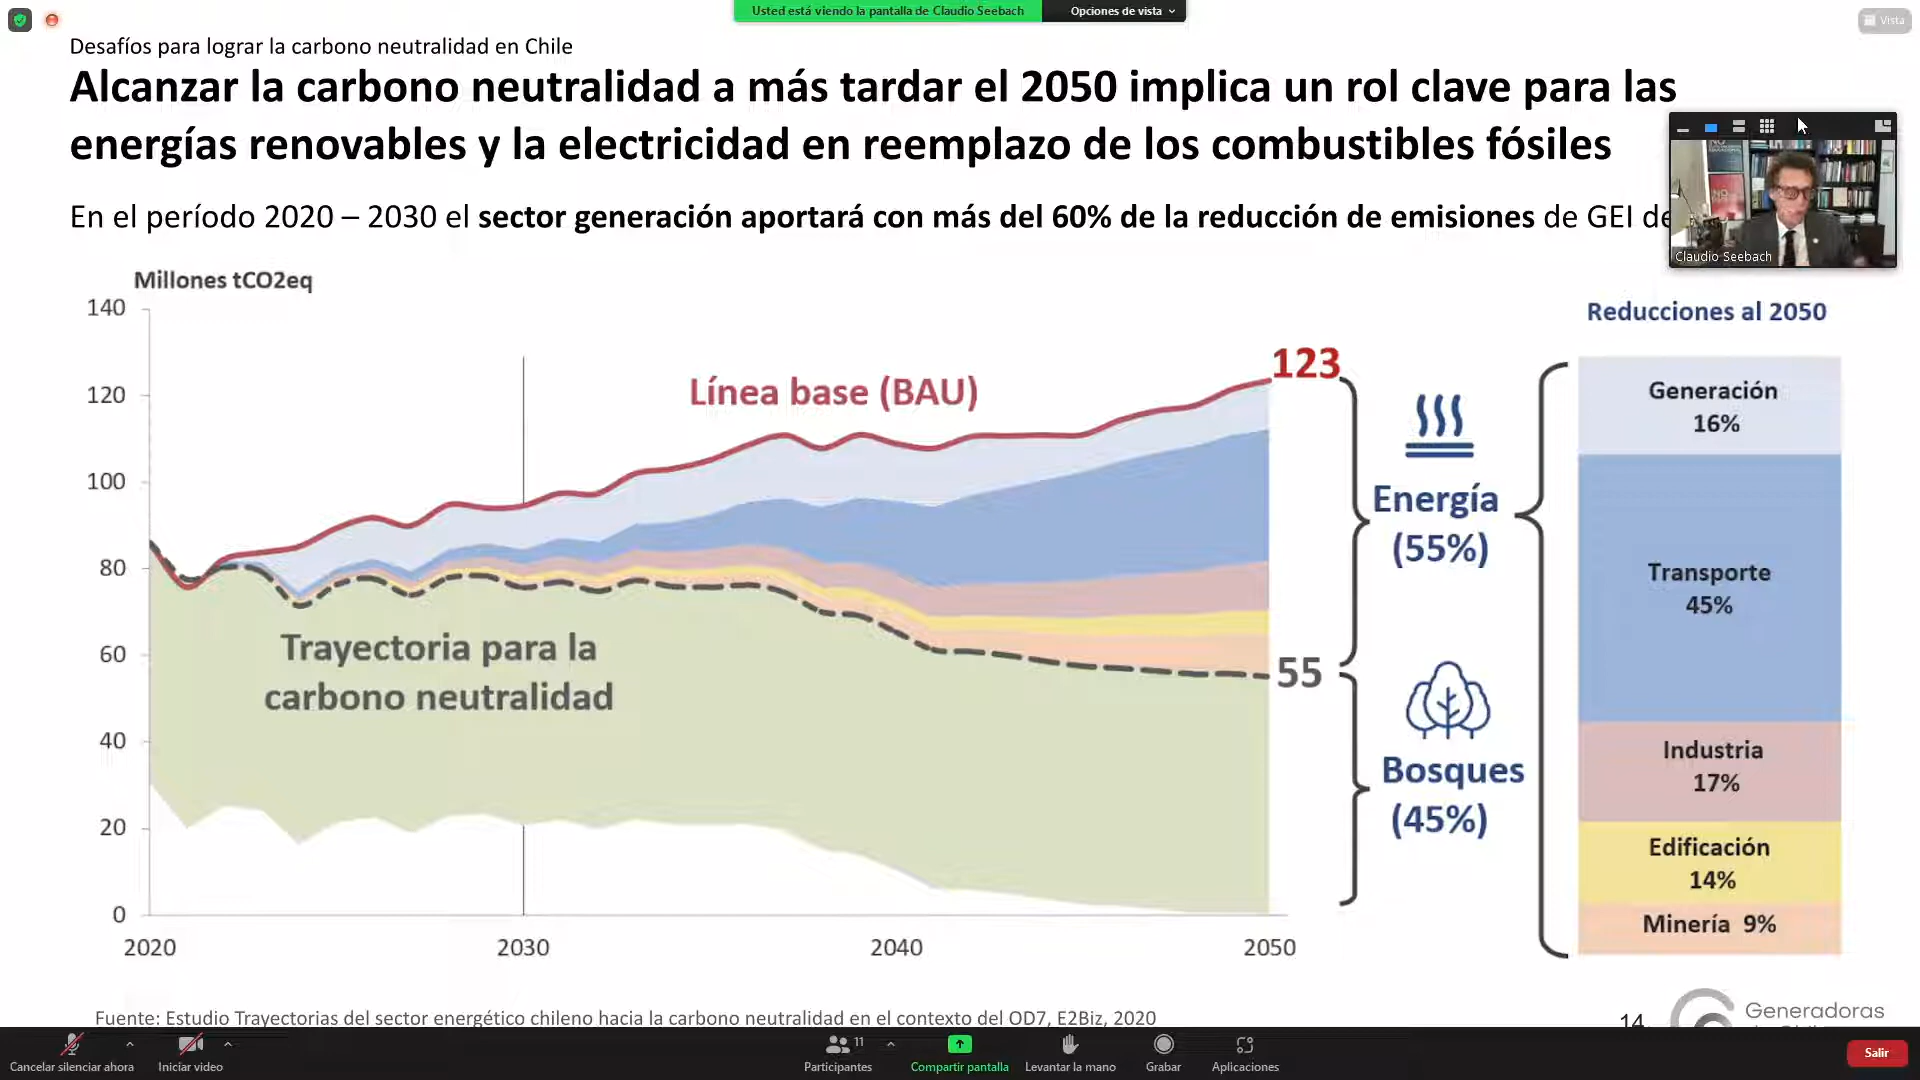 Usted está viendo la pantalla de Claudio Seebach
Opciones de vista
Vista
Desafíos para lograr la carbono neutralidad en Chile
Alcanzar la carbono neutralidad a más tardar el 2050 implica un rol clave para las
energías renovables y la electricidad en reemplazo de los combustibles fósiles
En el período 2020 – 2030 el sector generación aportará con más del 60% de la reducción de emisiones de GEI de
Claudio Seebach
Millones tCO2eq
140
120
100
80
60
40
20
0
2020
2030
2040
2050
Línea base (BAU)
123
Trayectoria para la
carbono neutralidad
55
Energía
(55%)
Bosques
(45%)
Reducciones al 2050
Generación
16%
Transporte
45%
Industria
17%
Edificación
14%
Minería 9%
Fuente: Estudio Trayectorias del sector energético chileno hacia la carbono neutralidad en el contexto del OD7, E2Biz, 2020
14
Generadoras
Cancelar silenciar ahora
Iniciar video
11
Participantes
Compartir pantalla
Levantar la mano
Grabar
Aplicaciones
Salir